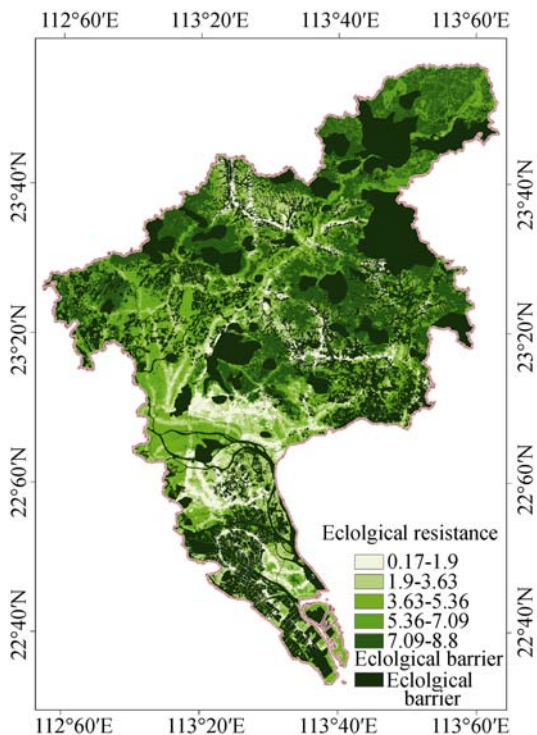 112°60′E 113°20′E 113°40′E 113°60′E
23°40′N 23°40′N
23°20′N 23°20′N
22°60′N 22°60′N
22°40′N 22°40′N
Eclolgical resistance
0.17-1.9
1.9-3.63
3.63-5.36
5.36-7.09
7.09-8.8
Eclolgical barrier
Eclolgical
barrier
112°60′E 113°20′E 113°40′E 113°60′E